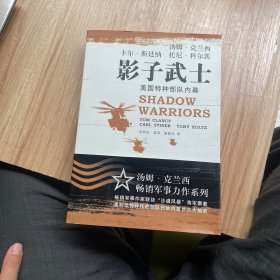 汤姆·克兰西
卡尔·斯廷纳 托尼·科尔茨
影子武士
美国特种部队内幕
SHADOW
WARRIORS
TOM CLANCY
CARL STINER TONY KOLTZ
汤姆·克兰西
畅销军事力作系列